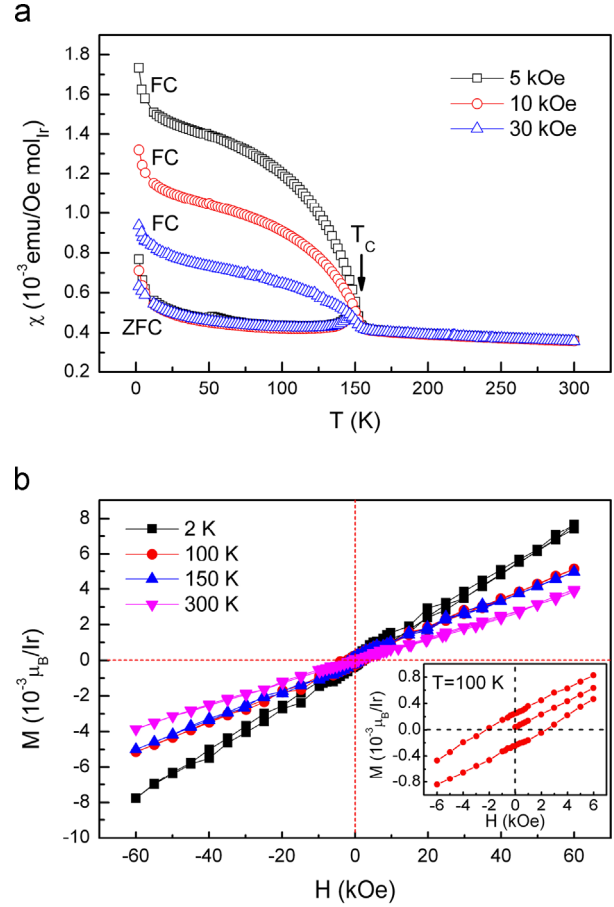 a
χ (10⁻³ emu/Oe mol_Ir)
1.8
1.6
1.4
1.2
1.0
0.8
0.6
0.4
0.2
FC
FC
FC
ZFC
5 kOe
10 kOe
30 kOe
T_C
0 50 100 150 200 250 300
T (K)
b
M (10⁻³ μ_B/Ir)
8
6
4
2
0
-2
-4
-6
-8
-10
2 K
100 K
150 K
300 K
T=100 K
M (10⁻³ μ_B/Ir)
0.8
0.4
0.0
-0.4
-0.8
-6 -4 -2 0 2 4 6
H (kOe)
-60 -40 -20 0 20 40 60
H (kOe)